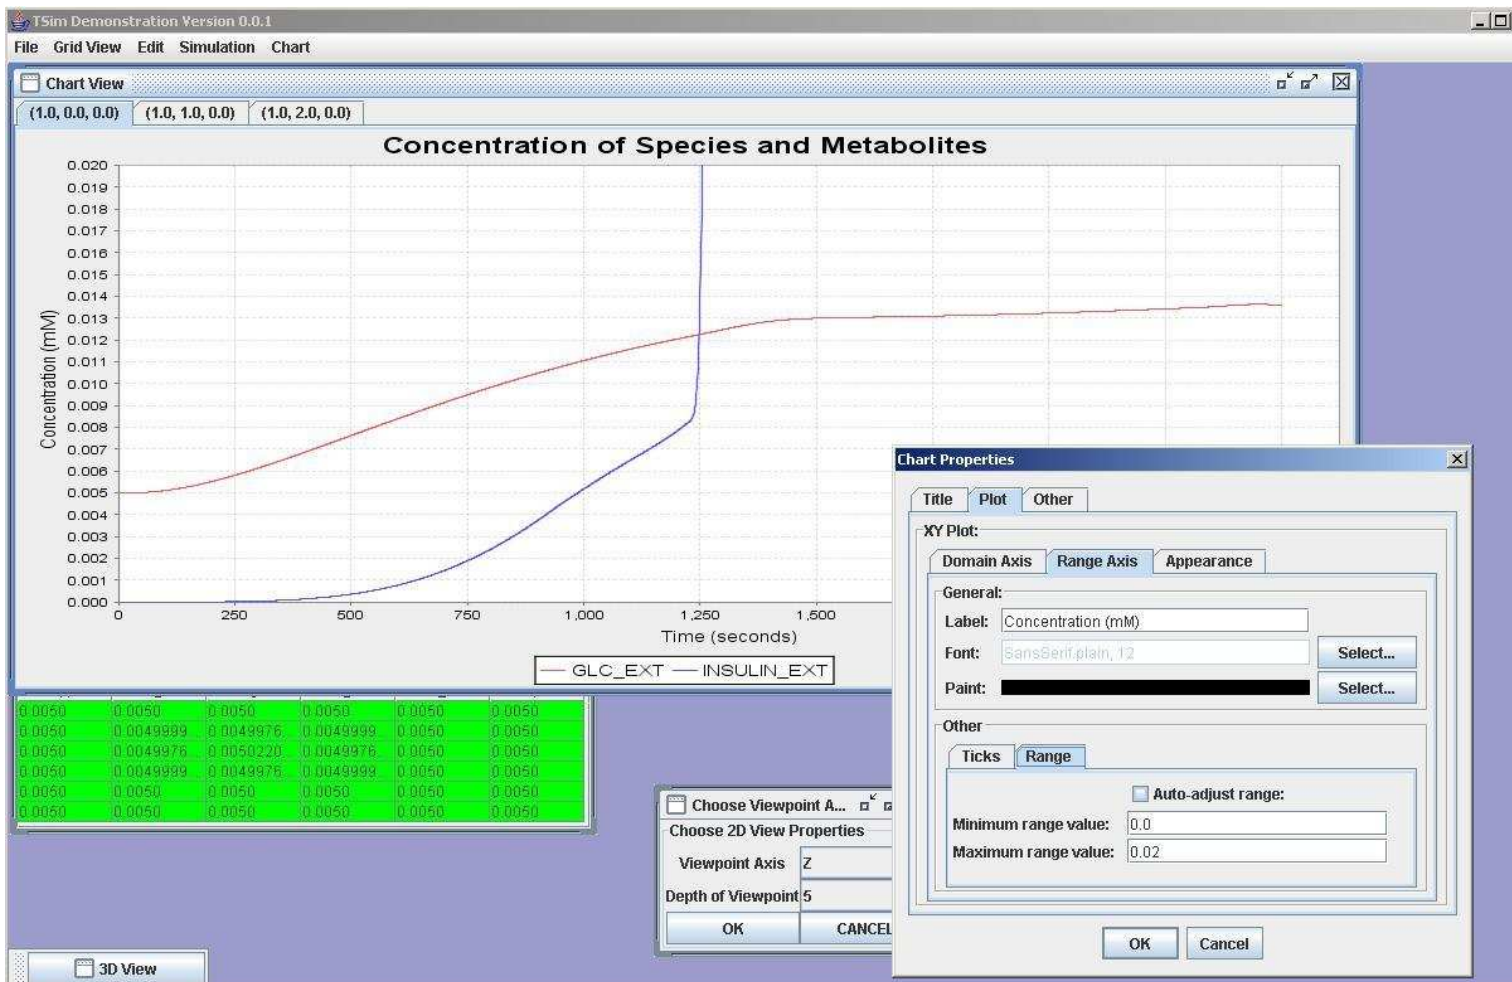 TSim Demonstration Version 0.0.1
File Grid View Edit Simulation Chart
Chart View
(1.0, 0.0, 0.0) (1.0, 1.0, 0.0) (1.0, 2.0, 0.0)
Concentration of Species and Metabolites
Concentration (mM)
0.020
0.019
0.018
0.017
0.016
0.015
0.014
0.013
0.012
0.011
0.010
0.009
0.008
0.007
0.006
0.005
0.004
0.003
0.002
0.001
0.000
0 250 500 750 1,000 1,250 1,500
Time (seconds)
GLC_EXT INSULIN_EXT
0.0050 0.0050 0.0050 0.0050 0.0050 0.0050
0.0050 0.0049999... 0.0049976... 0.0049999... 0.0050 0.0050
0.0050 0.0049976... 0.0050220... 0.0049976... 0.0050 0.0050
0.0050 0.0049999... 0.0049976... 0.0049999... 0.0050 0.0050
0.0050 0.0050 0.0050 0.0050 0.0050 0.0050
0.0050 0.0050 0.0050 0.0050 0.0050 0.0050
Choose Viewpoint A...
Choose 2D View Properties
Viewpoint Axis Z
Depth of Viewpoint 5
OK CANCEL
3D View
Chart Properties
Title Plot Other
XY Plot:
Domain Axis Range Axis Appearance
General:
Label: Concentration (mM)
Font: SansSerif.plain, 12 Select...
Paint: Select...
Other
Ticks Range
Auto-adjust range:
Minimum range value: 0.0
Maximum range value: 0.02
OK Cancel